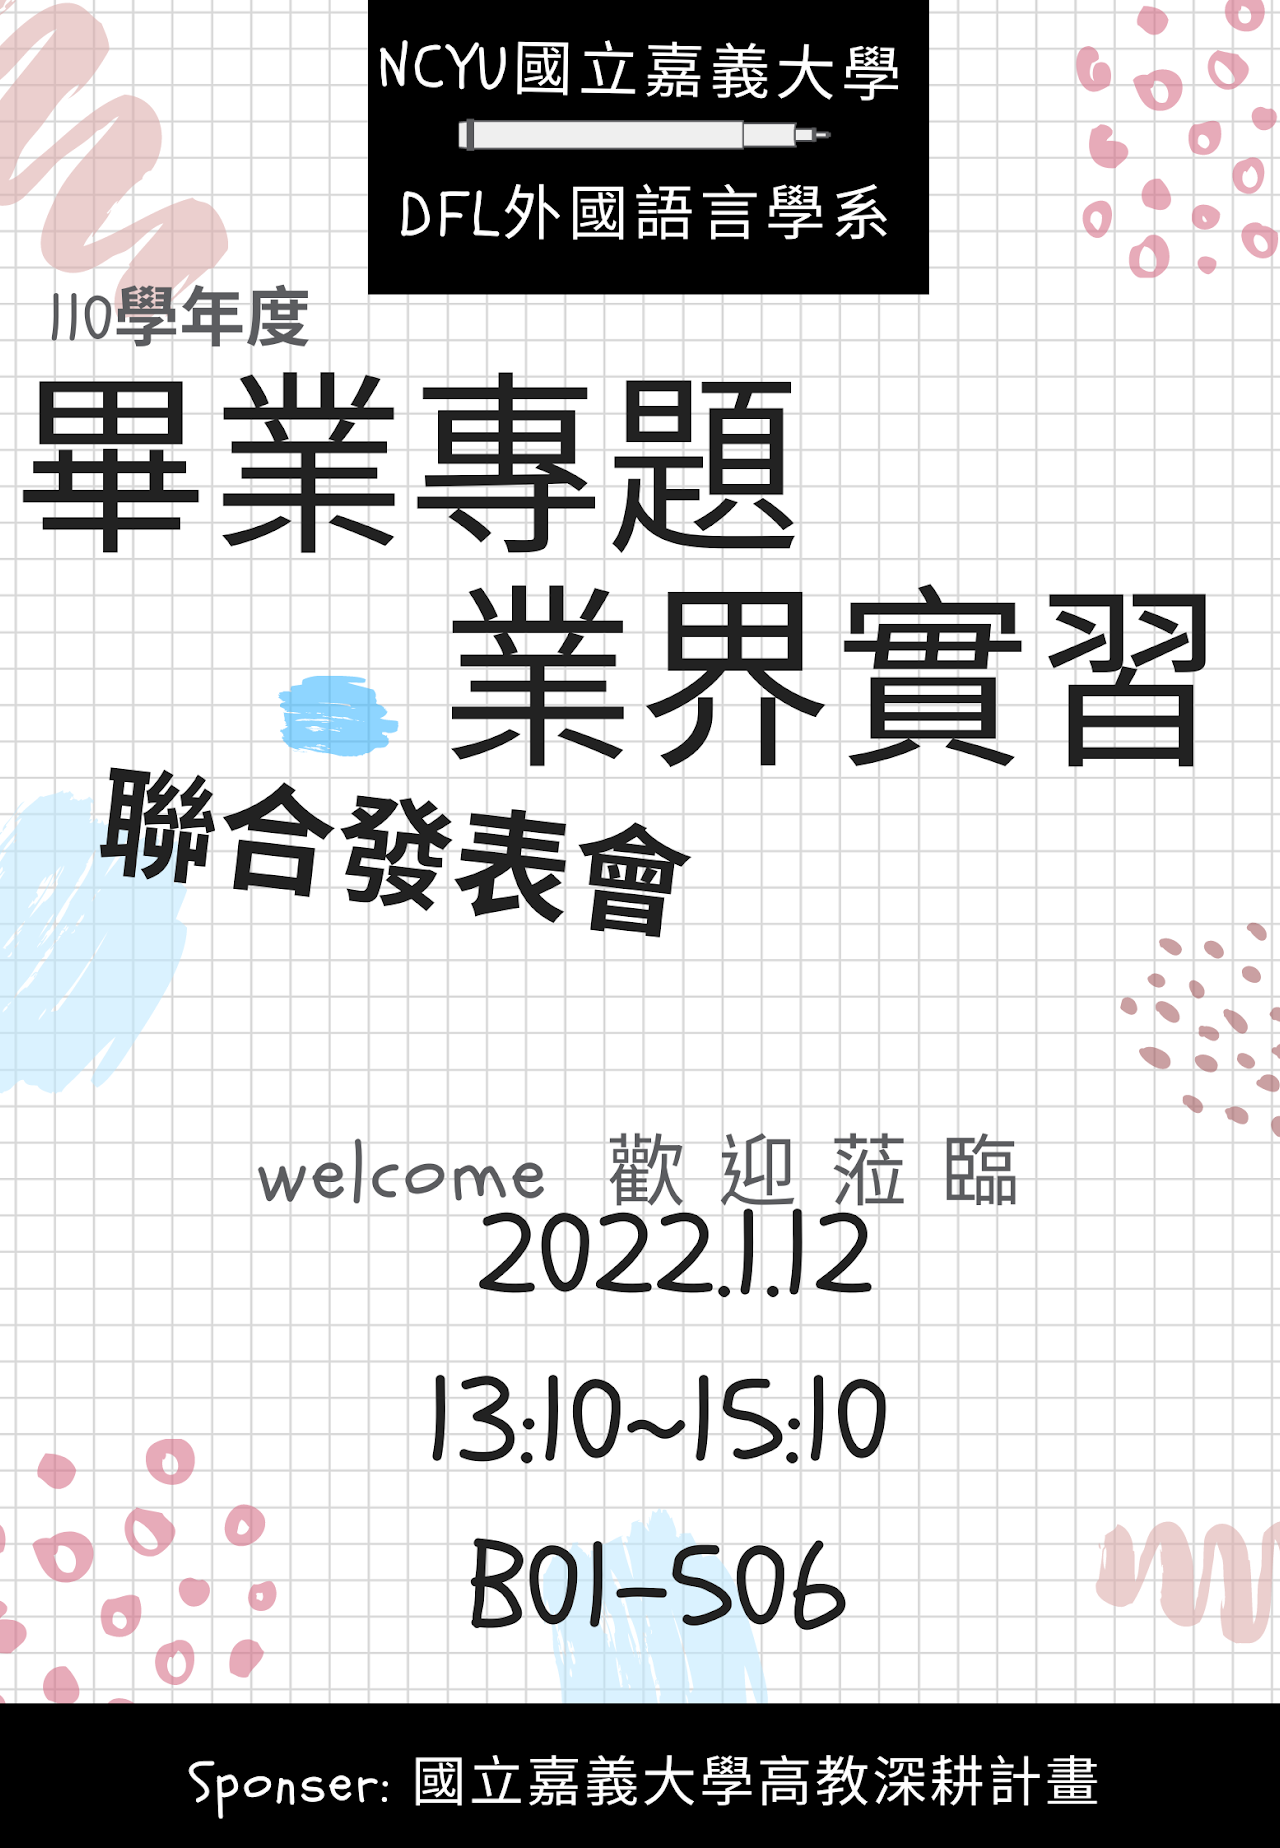 NCYU國立嘉義大學
DFL外國語言學系
110學年度
畢業專題
業界實習
聯合發表會
welcome 歡迎蒞臨
2022.1.12
13:10~15:10
B01-506
Sponser: 國立嘉義大學高教深耕計畫